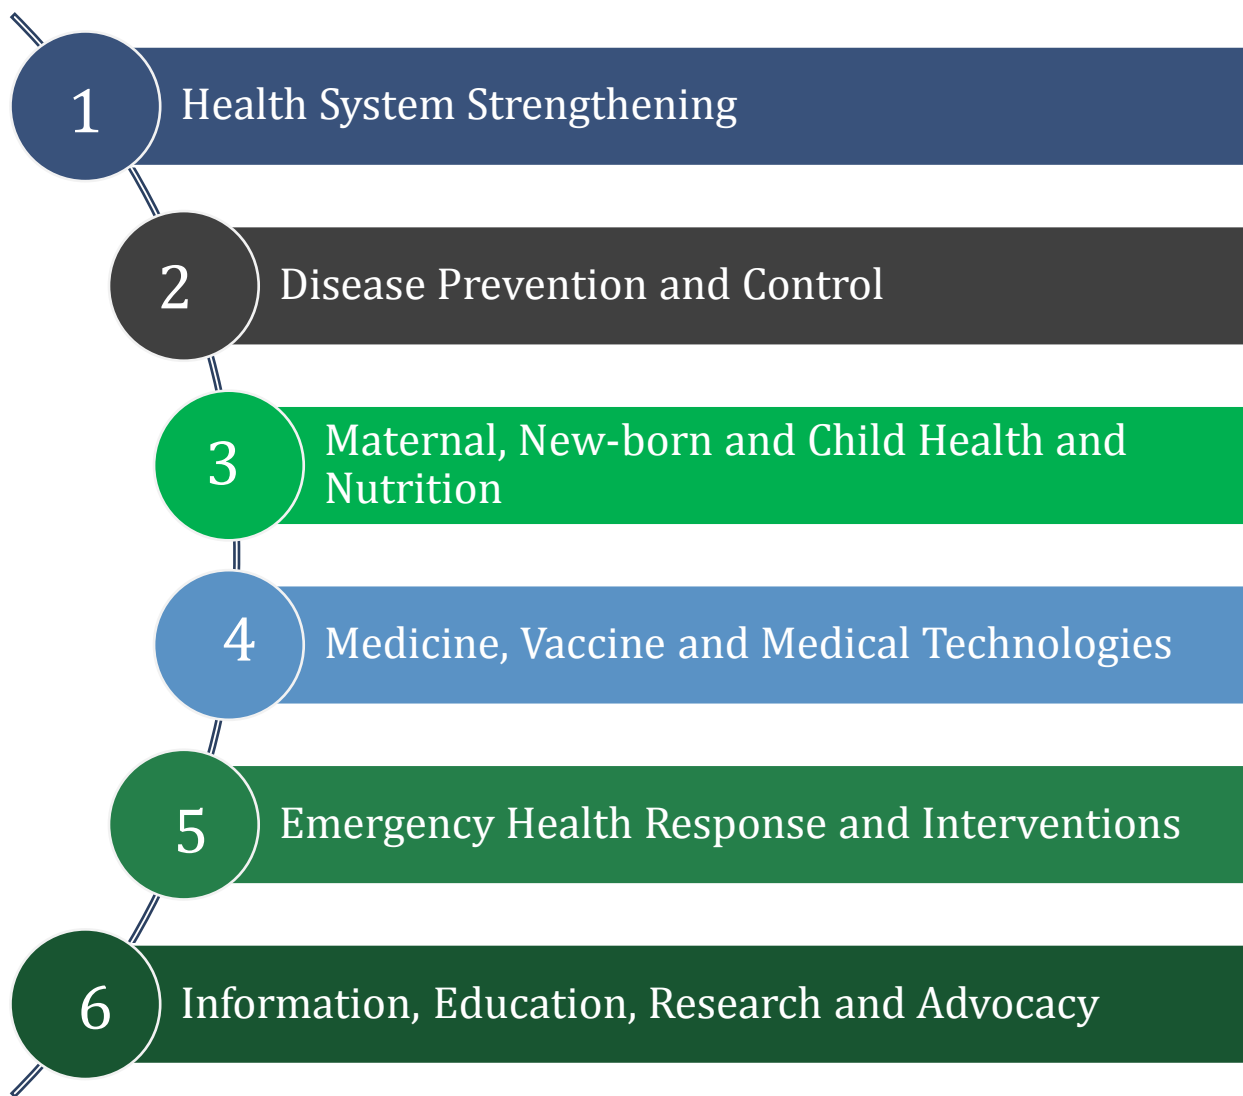 1
Health System Strengthening
2
Disease Prevention and Control
3
Maternal, New-born and Child Health and
Nutrition
4
Medicine, Vaccine and Medical Technologies
5
Emergency Health Response and Interventions
6
Information, Education, Research and Advocacy